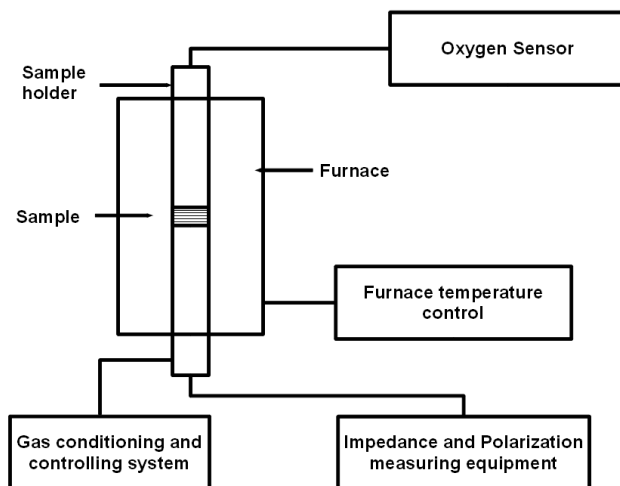 Oxygen Sensor
Sample
holder
Furnace
Sample
Furnace temperature
control
Gas conditioning and
controlling system
Impedance and Polarization
measuring equipment